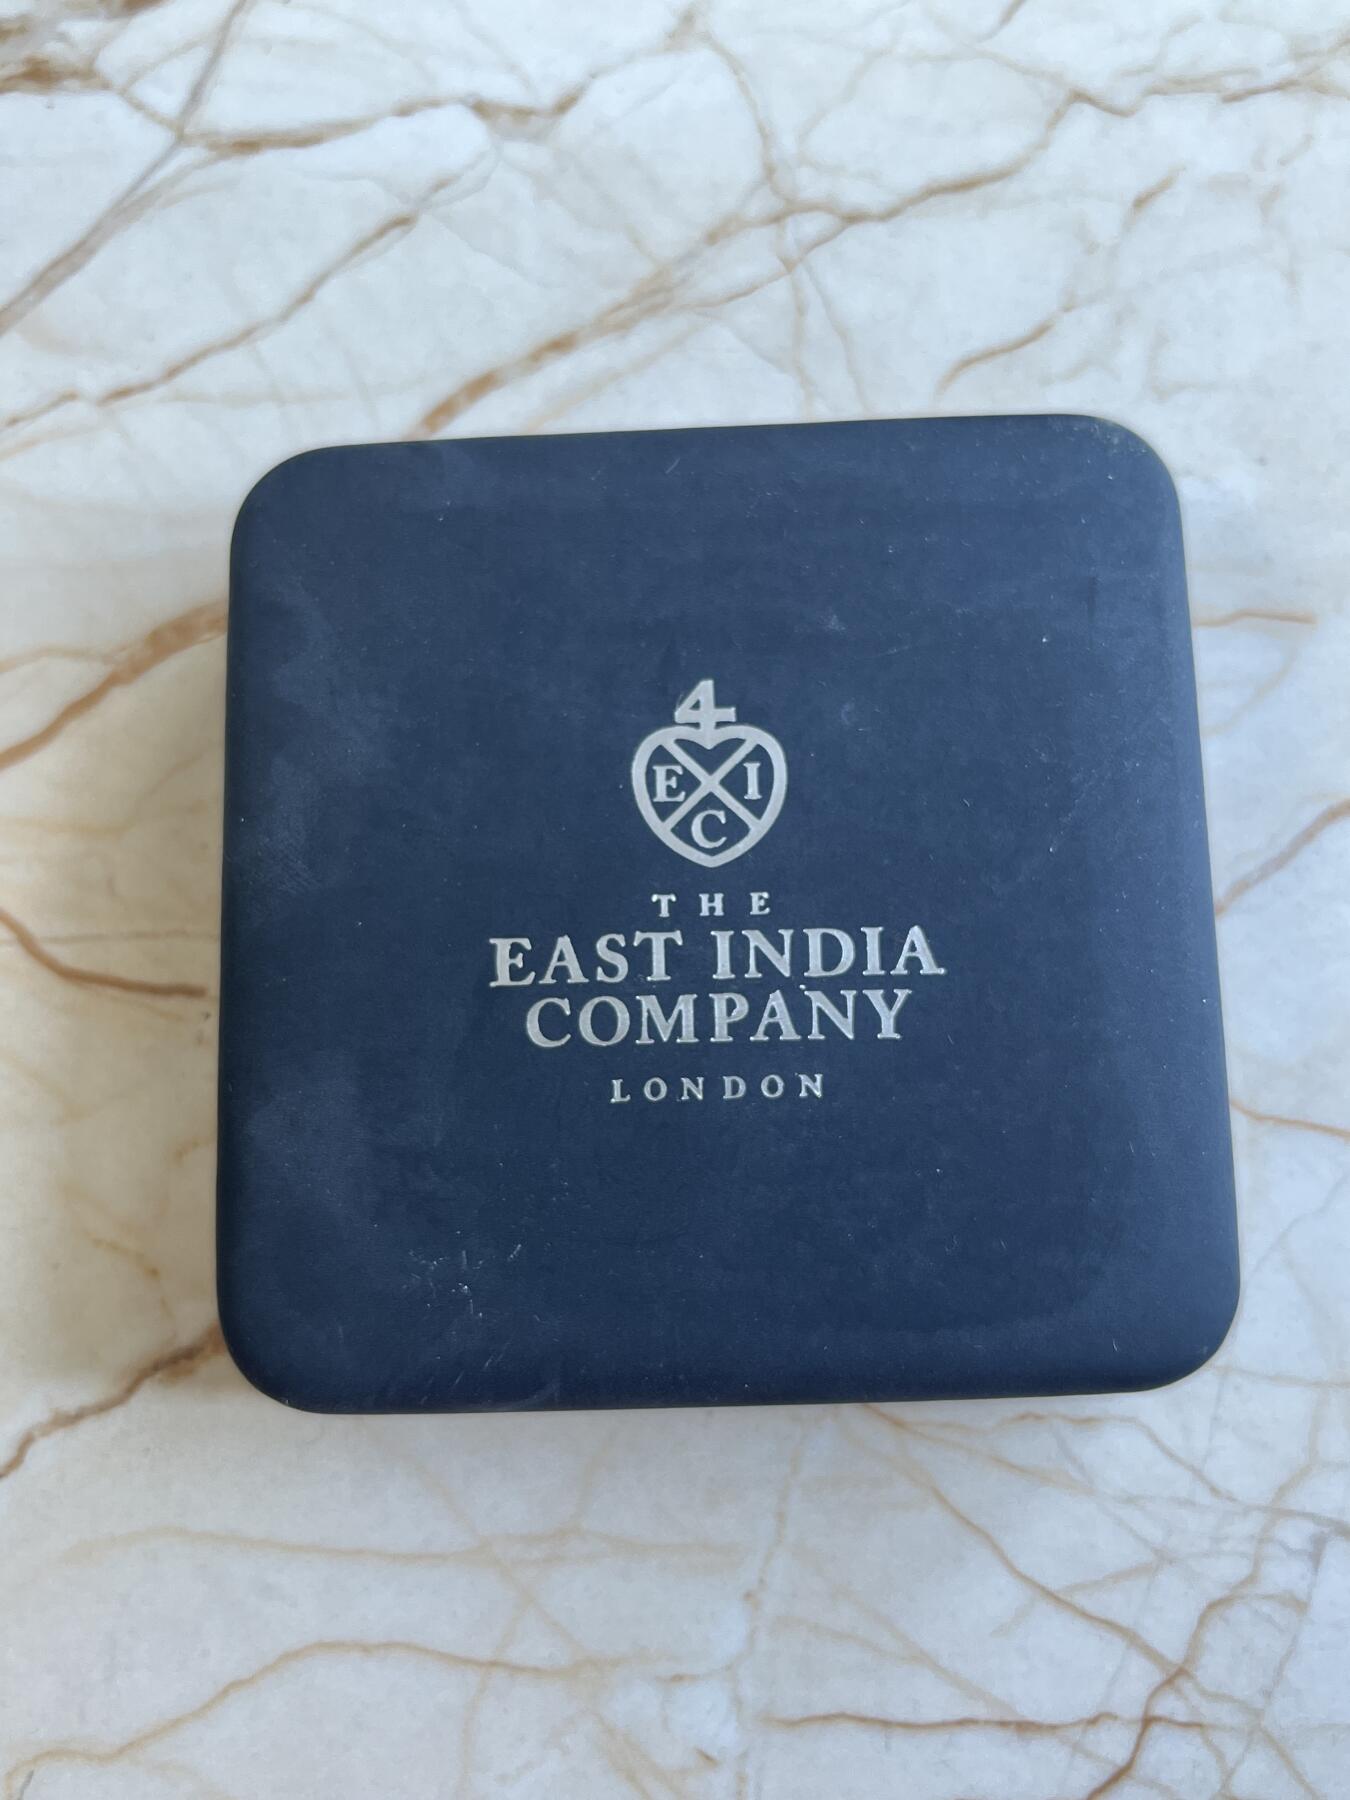 4
E I
C
THE
EAST INDIA
COMPANY
LONDON